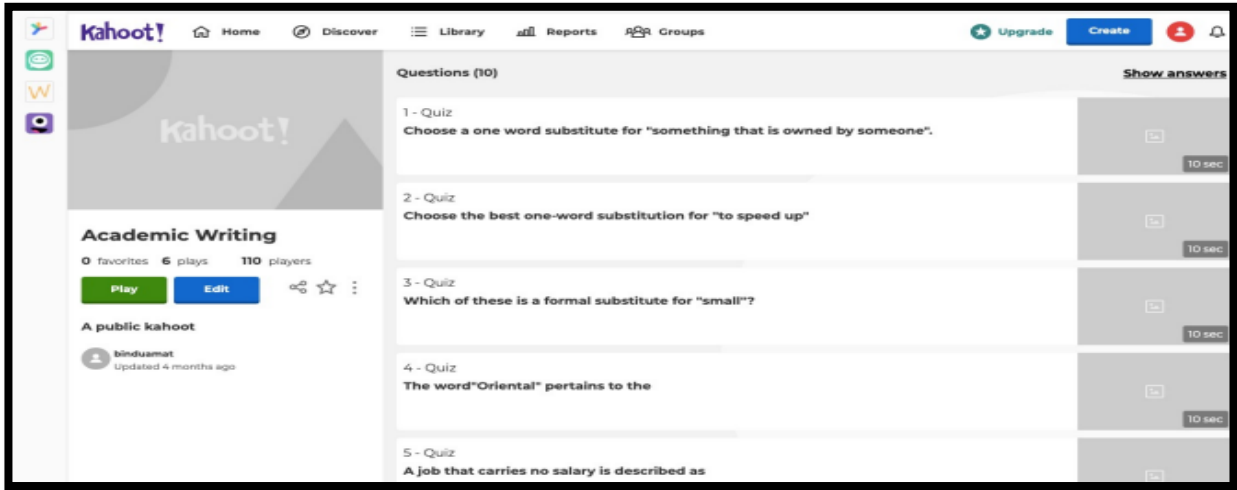 Kahoot! Home Discover Library Reports Groups Upgrade Create
W
Kahoot!
Academic Writing
0 favorites 6 plays 110 players
Play Edit
A public kahoot
binduamat
Updated 4 months ago
Questions (10) Show answers
1 - Quiz
Choose a one word substitute for "something that is owned by someone".
10 sec
2 - Quiz
Choose the best one-word substitution for "to speed up"
10 sec
3 - Quiz
Which of these is a formal substitute for "small"?
10 sec
4 - Quiz
The word"Oriental" pertains to the
10 sec
5 - Quiz
A job that carries no salary is described as